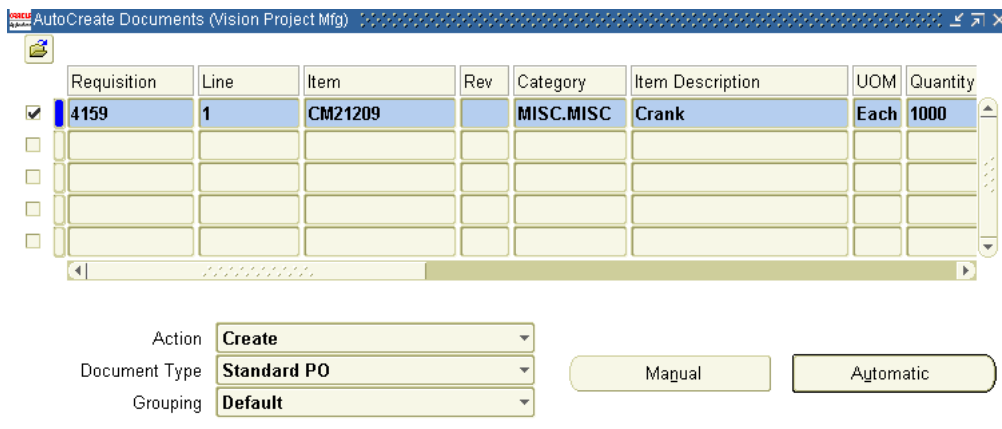 AutoCreate Documents (Vision Project Mfg)
Requisition Line Item Rev Category Item Description UOM Quantity
4159 1 CM21209 MISC.MISC Crank Each 1000
Action Create
Document Type Standard PO
Grouping Default
Manual Automatic